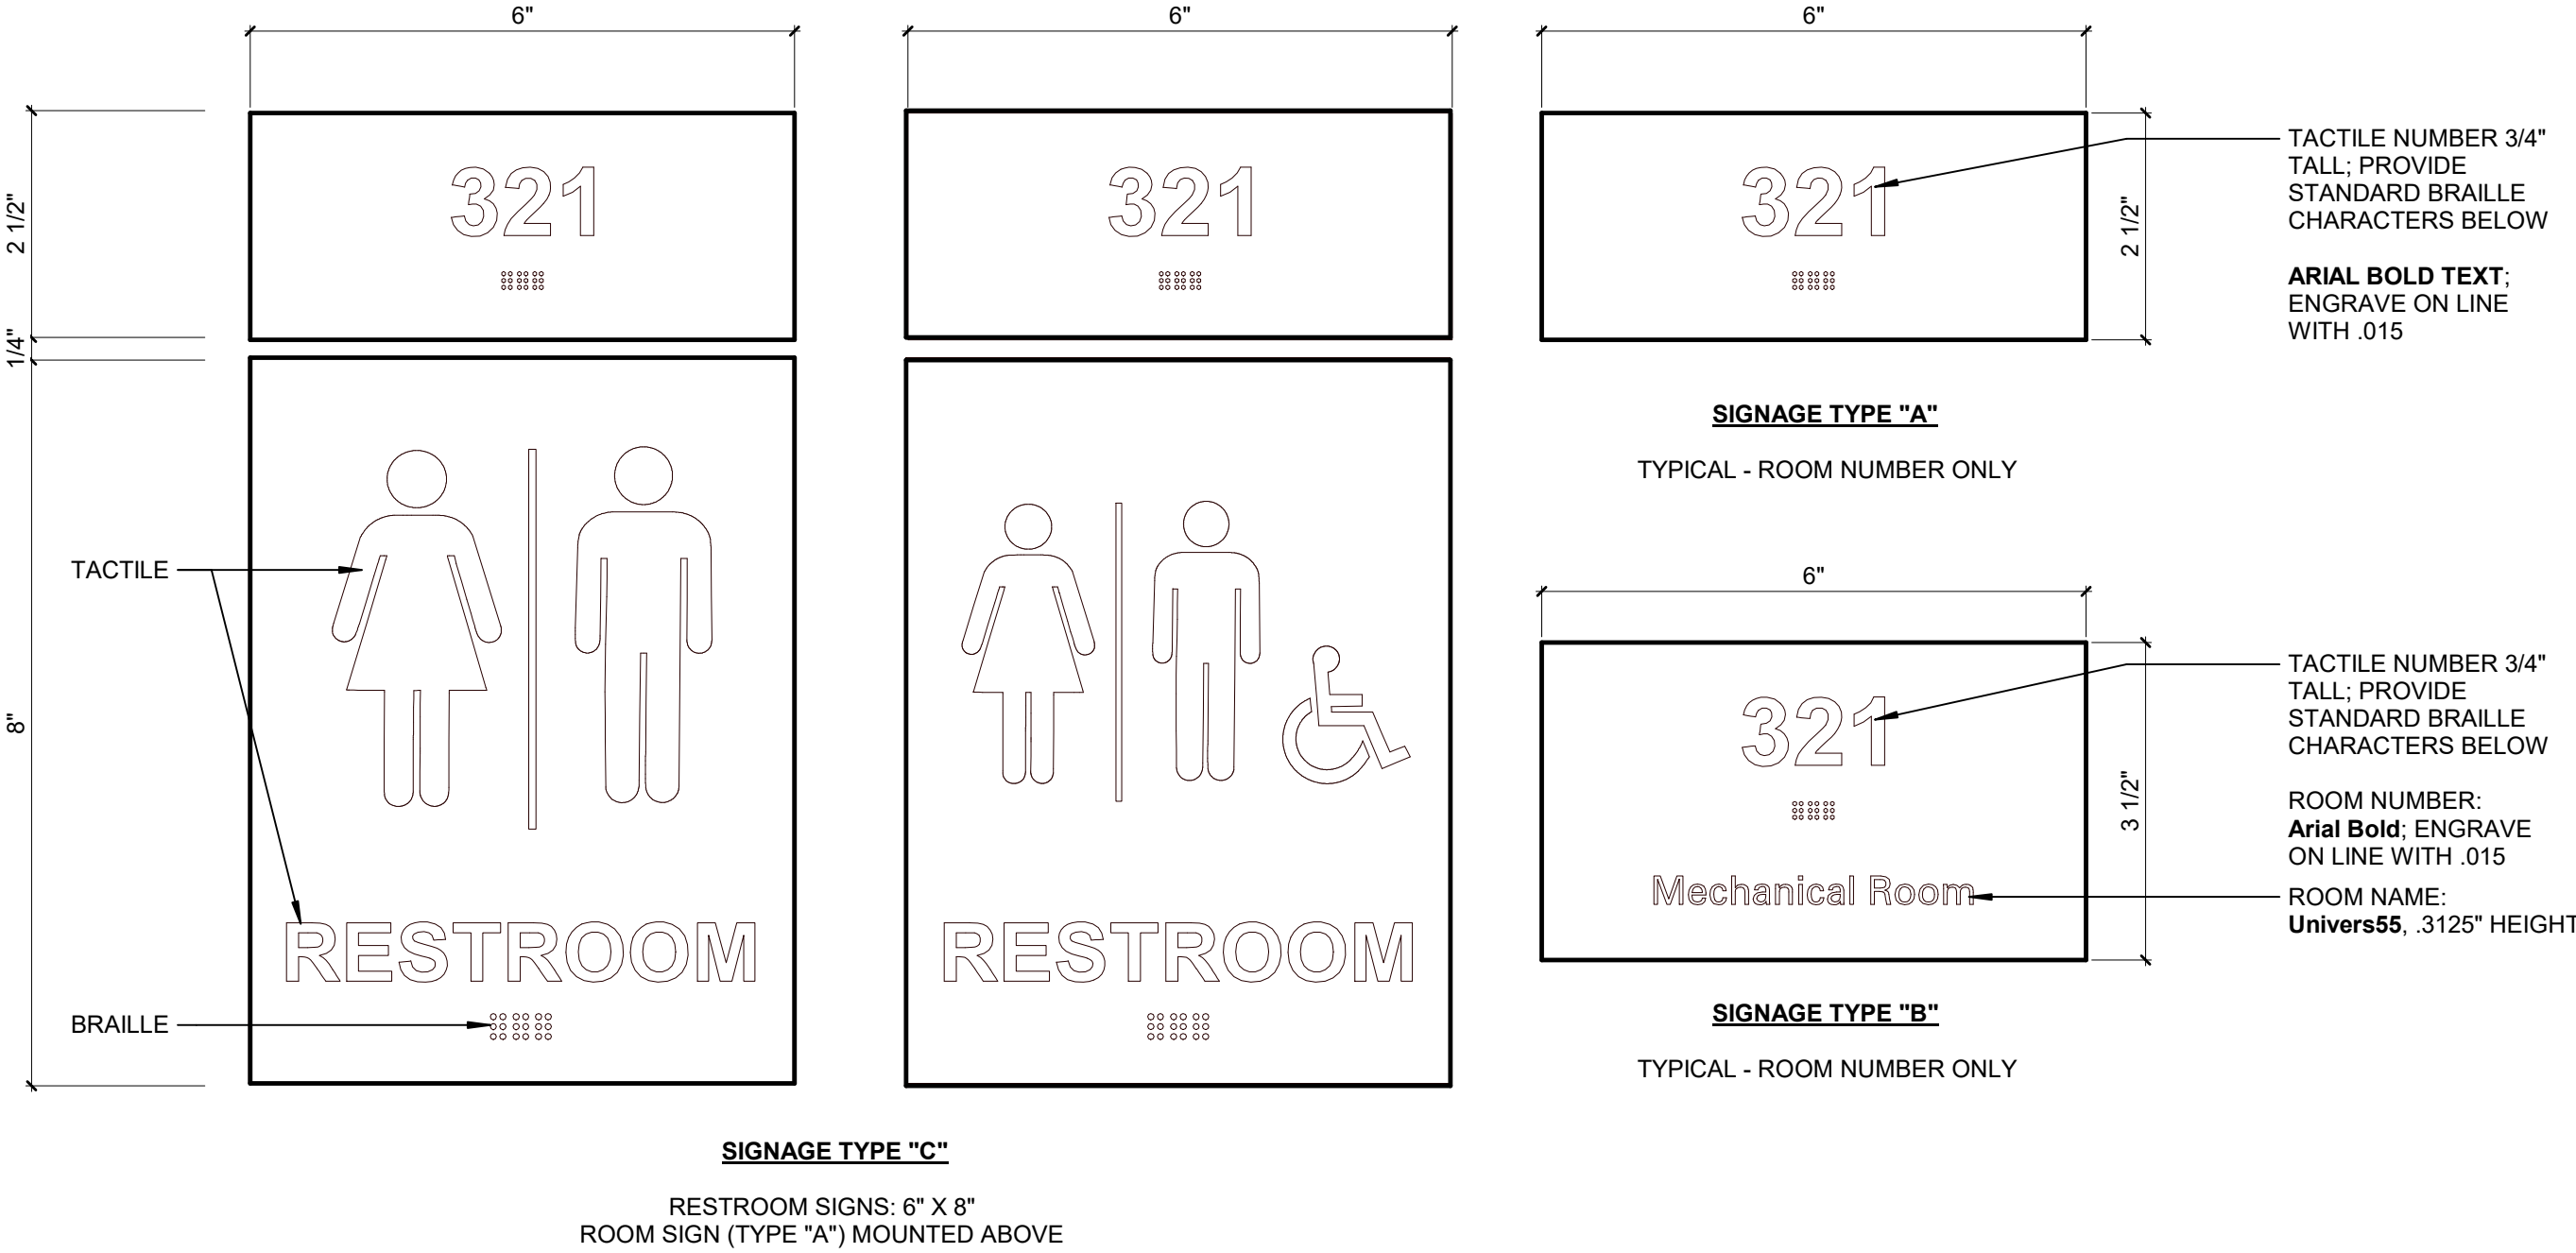 6"
6"
6"
2 1/2"
1/4"
8"
321
321
321
2 1/2"
TACTILE NUMBER 3/4"
TALL; PROVIDE
STANDARD BRAILLE
CHARACTERS BELOW
ARIAL BOLD TEXT;
ENGRAVE ON LINE
WITH .015
SIGNAGE TYPE "A"
TYPICAL - ROOM NUMBER ONLY
TACTILE
RESTROOM
BRAILLE
RESTROOM
6"
321
Mechanical Room
3 1/2"
TACTILE NUMBER 3/4"
TALL; PROVIDE
STANDARD BRAILLE
CHARACTERS BELOW
ROOM NUMBER:
Arial Bold; ENGRAVE
ON LINE WITH .015
ROOM NAME:
Univers55, .3125" HEIGHT
SIGNAGE TYPE "B"
TYPICAL - ROOM NUMBER ONLY
SIGNAGE TYPE "C"
RESTROOM SIGNS: 6" X 8"
ROOM SIGN (TYPE "A") MOUNTED ABOVE